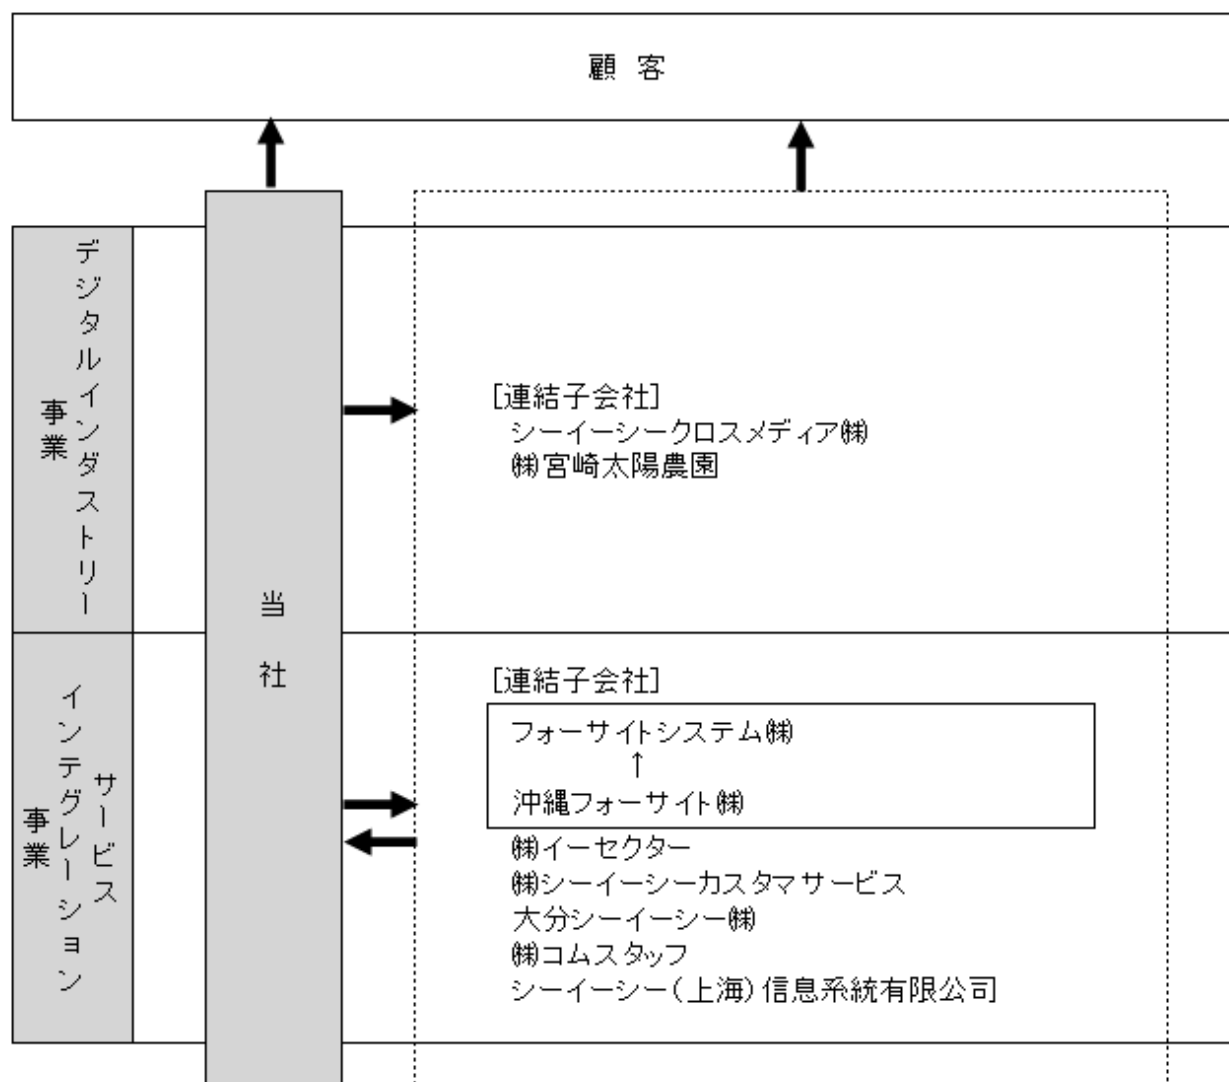 顧 客
デジタルインダストリー
事業
当社
[連結子会社]
シーイーシークロスメディア㈱
㈱宮崎太陽農園
サービス
インテグレーション
事業
[連結子会社]
フォーサイトシステム㈱
↑
沖縄フォーサイト㈱
㈱イーセクター
㈱シーイーシーカスタマサービス
大分シーイーシー㈱
㈱コムスタッフ
シーイーシー(上海)信息系統有限公司